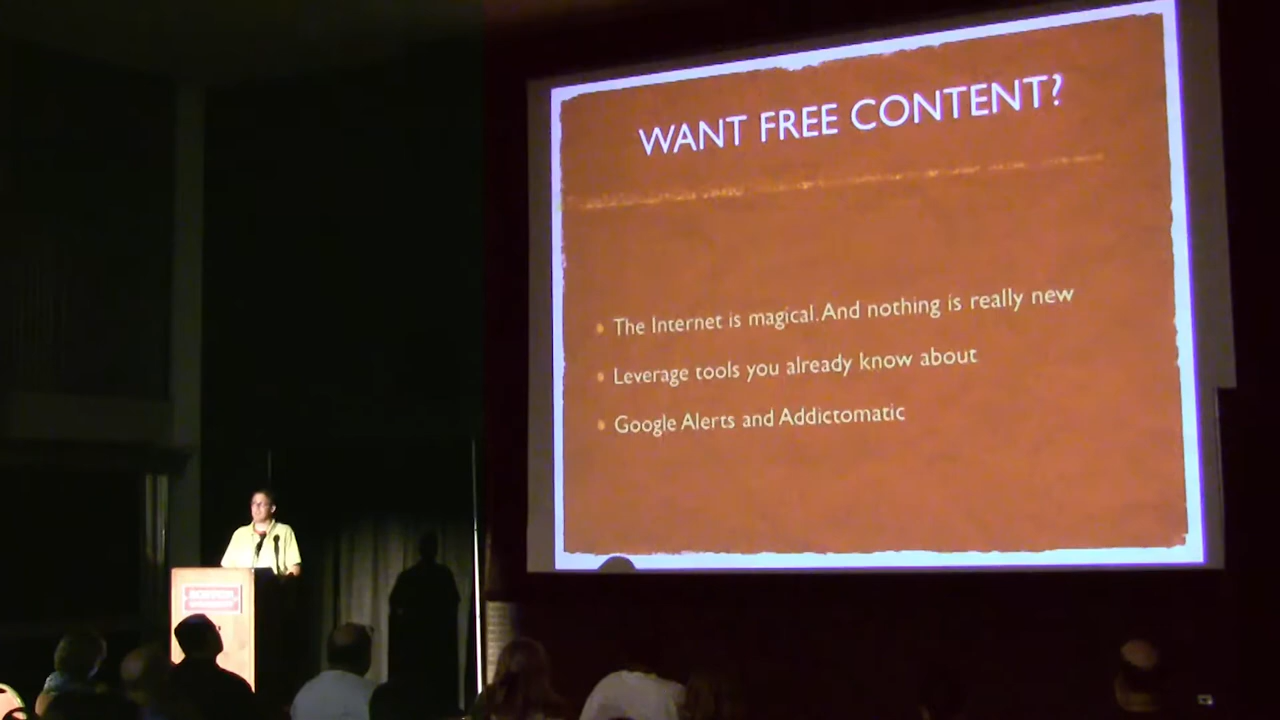 WANT FREE CONTENT?
The Internet is magical. And nothing is really new
Leverage tools you already know about
Google Alerts and Addictomatic